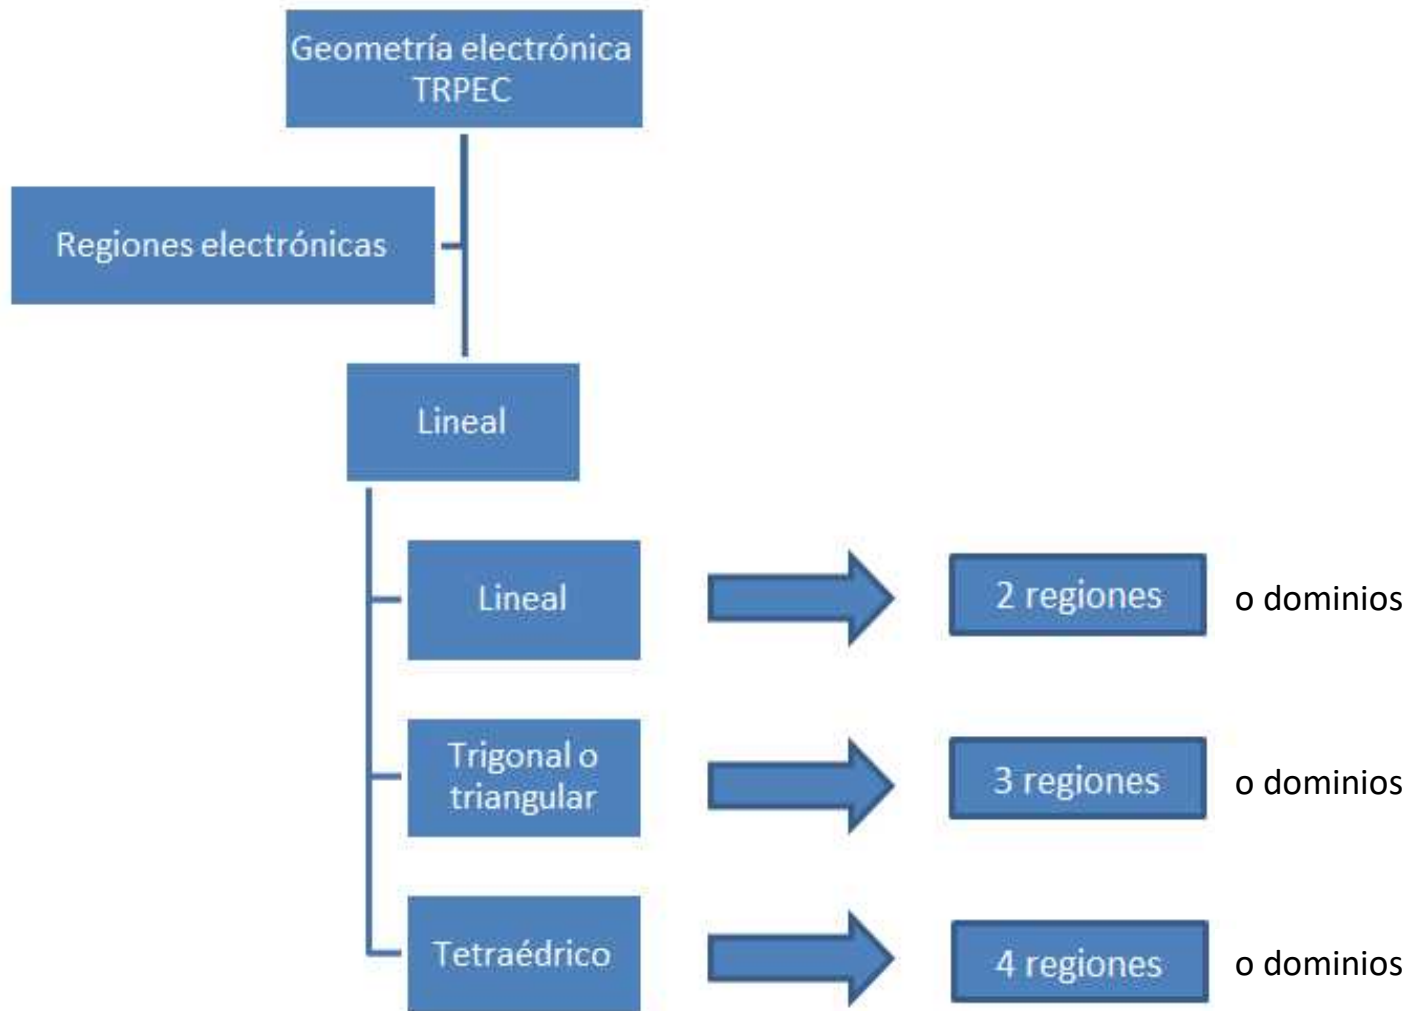 Geometría electrónica
TRPEC
Regiones electrónicas
Lineal
Lineal
2 regiones
o dominios
Trigonal o
triangular
3 regiones
o dominios
Tetraédrico
4 regiones
o dominios